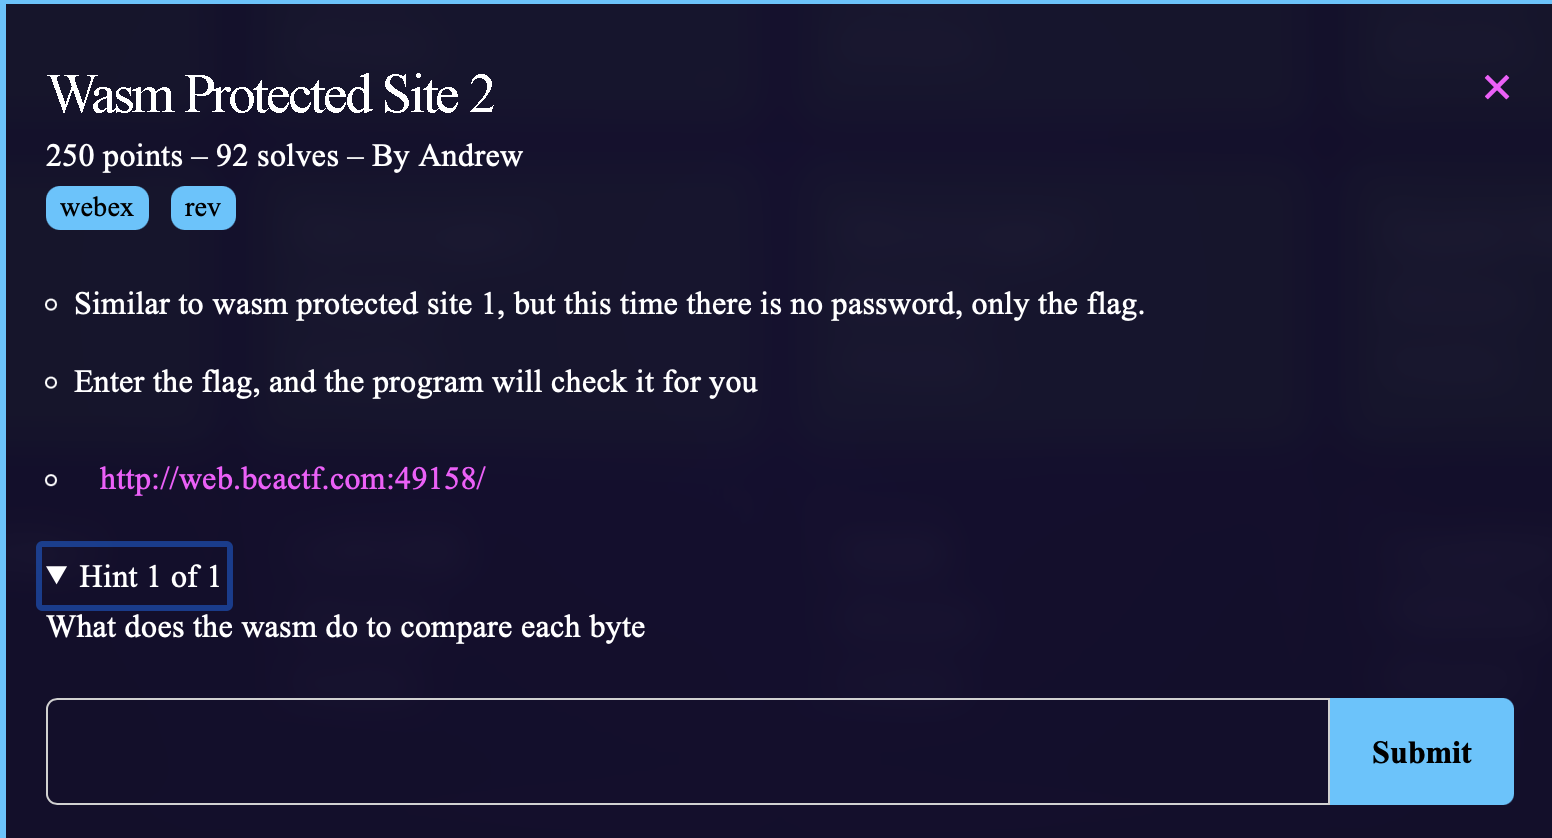 Wasm Protected Site 2
250 points – 92 solves – By Andrew
webex rev
Similar to wasm protected site 1, but this time there is no password, only the flag.
Enter the flag, and the program will check it for you
http://web.bcactf.com:49158/
Hint 1 of 1
What does the wasm do to compare each byte
Submit